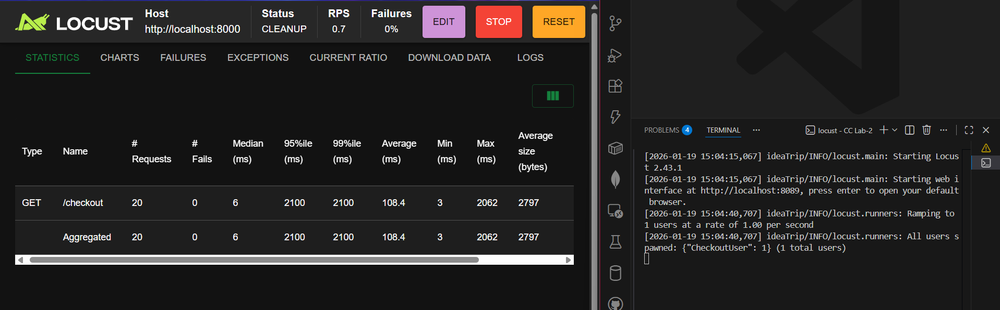 LOCUST
Host
http://localhost:8000
Status
CLEANUP
RPS
0.7
Failures
0%
EDIT
STOP
RESET
STATISTICS CHARTS FAILURES EXCEPTIONS CURRENT RATIO DOWNLOAD DATA LOGS
Type Name # Requests # Fails Median (ms) 95%ile (ms) 99%ile (ms) Average (ms) Min (ms) Max (ms) Average size (bytes)
GET /checkout 20 0 6 2100 2100 108.4 3 2062 2797
Aggregated 20 0 6 2100 2100 108.4 3 2062 2797
PROBLEMS 4 TERMINAL ··· locust - CC Lab-2 ···
[2026-01-19 15:04:15,067] ideaTrip/INFO/locust.main: Starting Locus
t 2.43.1
[2026-01-19 15:04:15,067] ideaTrip/INFO/locust.main: Starting web i
nterface at http://localhost:8089, press enter to open your default
 browser.
[2026-01-19 15:04:40,707] ideaTrip/INFO/locust.runners: Ramping to
1 users at a rate of 1.00 per second
[2026-01-19 15:04:40,707] ideaTrip/INFO/locust.runners: All users s
pawned: {"CheckoutUser": 1} (1 total users)